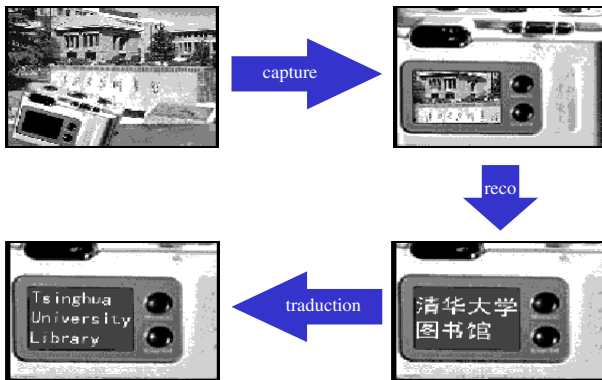 capture
reco
清华大学
图书馆
traduction
Tsinghua
University
Library